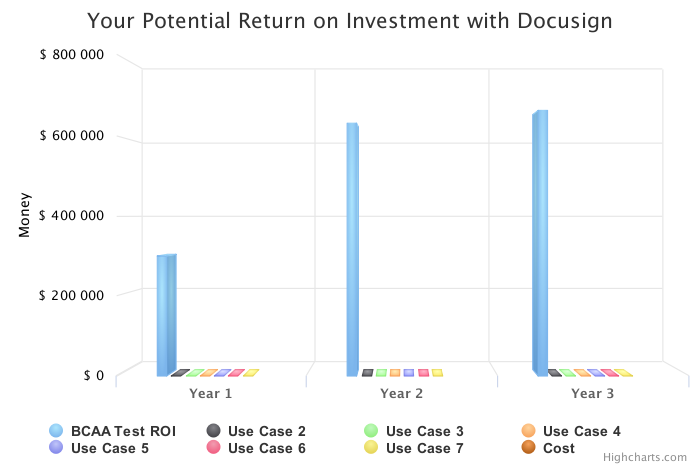 Your Potential Return on Investment with Docusign
$ 800 000
$ 600 000
$ 400 000
$ 200 000
$ 0
Money
Year 1
Year 2
Year 3
BCAA Test ROI
Use Case 2
Use Case 3
Use Case 4
Use Case 5
Use Case 6
Use Case 7
Cost
Highcharts.com